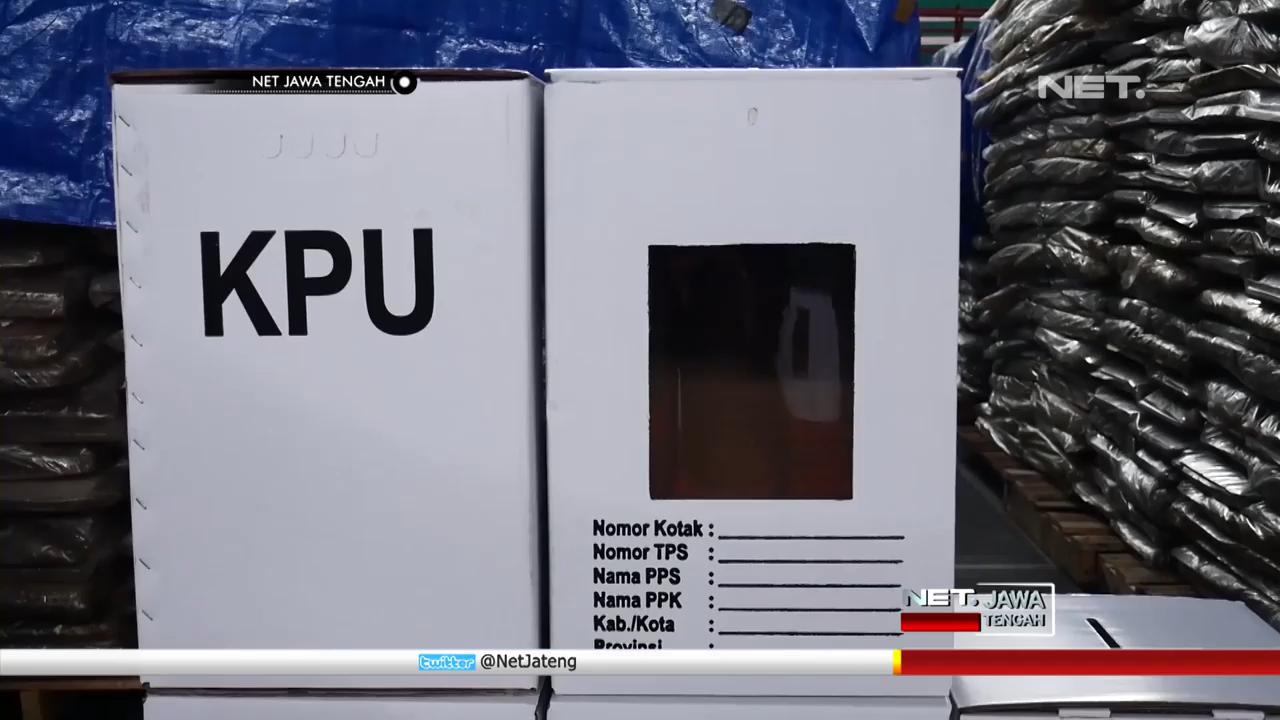 NET JAWA TENGAH
NET.
KPU
Nomor Kotak :
Nomor TPS :
Nama PPS :
Nama PPK :
Kab./Kota :
Provinsi
NET. JAWA
TENGAH
twitter @NetJateng